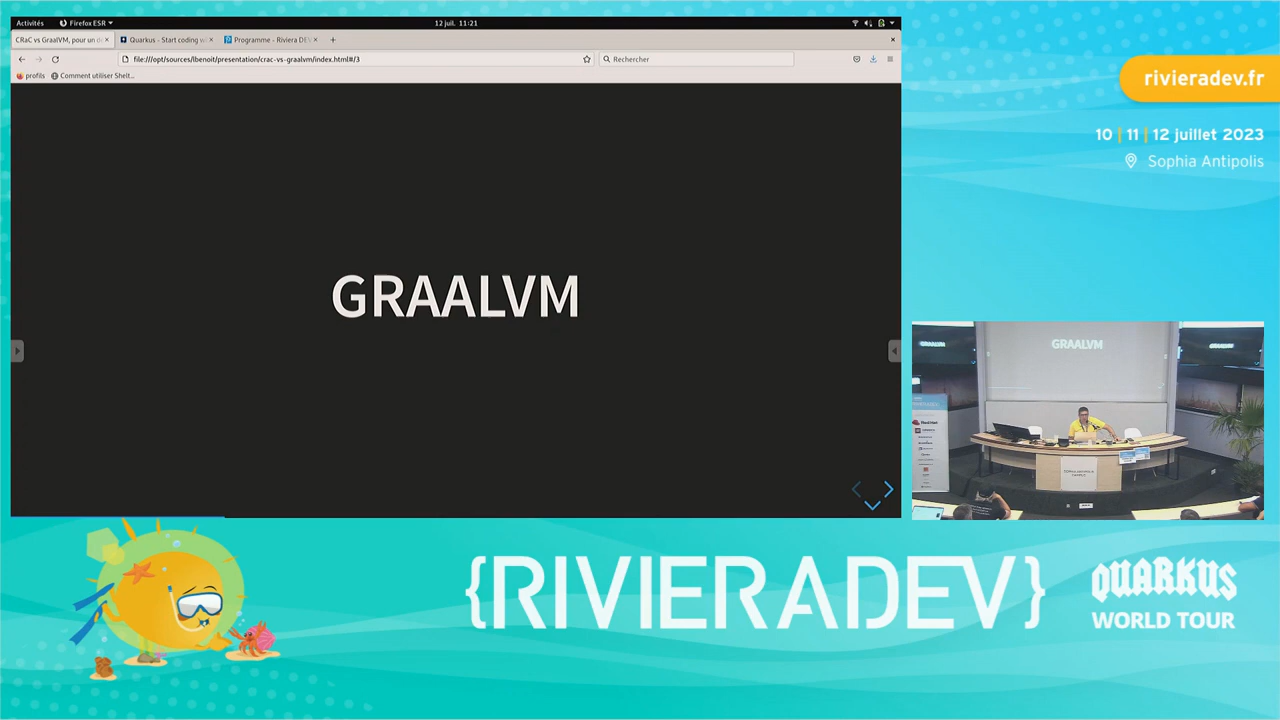 Activités
Firefox ESR
12 juil. 11:21
CRaC vs GraalVM, pour un d
Quarkus - Start coding w
Programme - Riviera DE
file:///opt/sources/lbenoit/presentation/crac-vs-graalvm/index.html#/3
Rechercher
profils
Comment utiliser Shelt...
GRAALVM
rivieradev.fr
10 | 11 | 12 juillet 2023
Sophia Antipolis
GRAALVM
GRAALVM
GRAALVM
{RIVIERADEV}
QUARKUS
WORLD TOUR